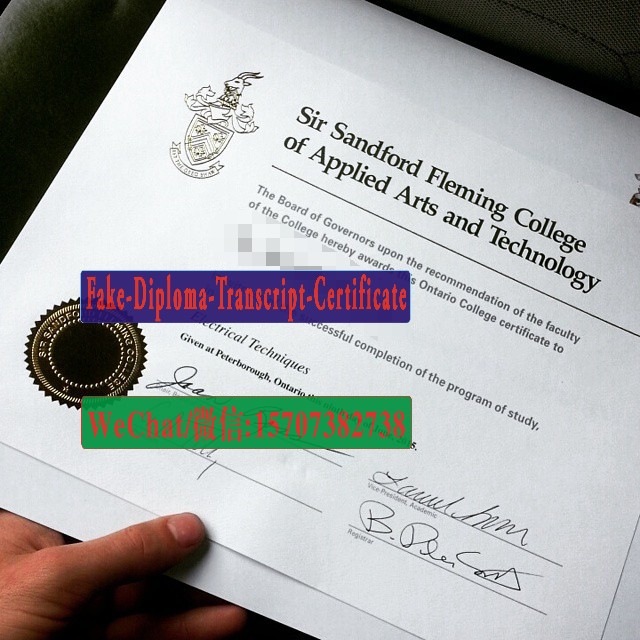 Sir Sandford Fleming College
of Applied Arts and Technology
The Board of Governors upon the recommendation of the faculty
of the College hereby awards this Ontario College certificate to
Fake-Diploma-Transcript-Certificate
successful completion of the program of study,
Electrical Techniques
Given at Peterborough, Ontario
WeChat/微信:15707382738
Vice-President, Academic
Registrar